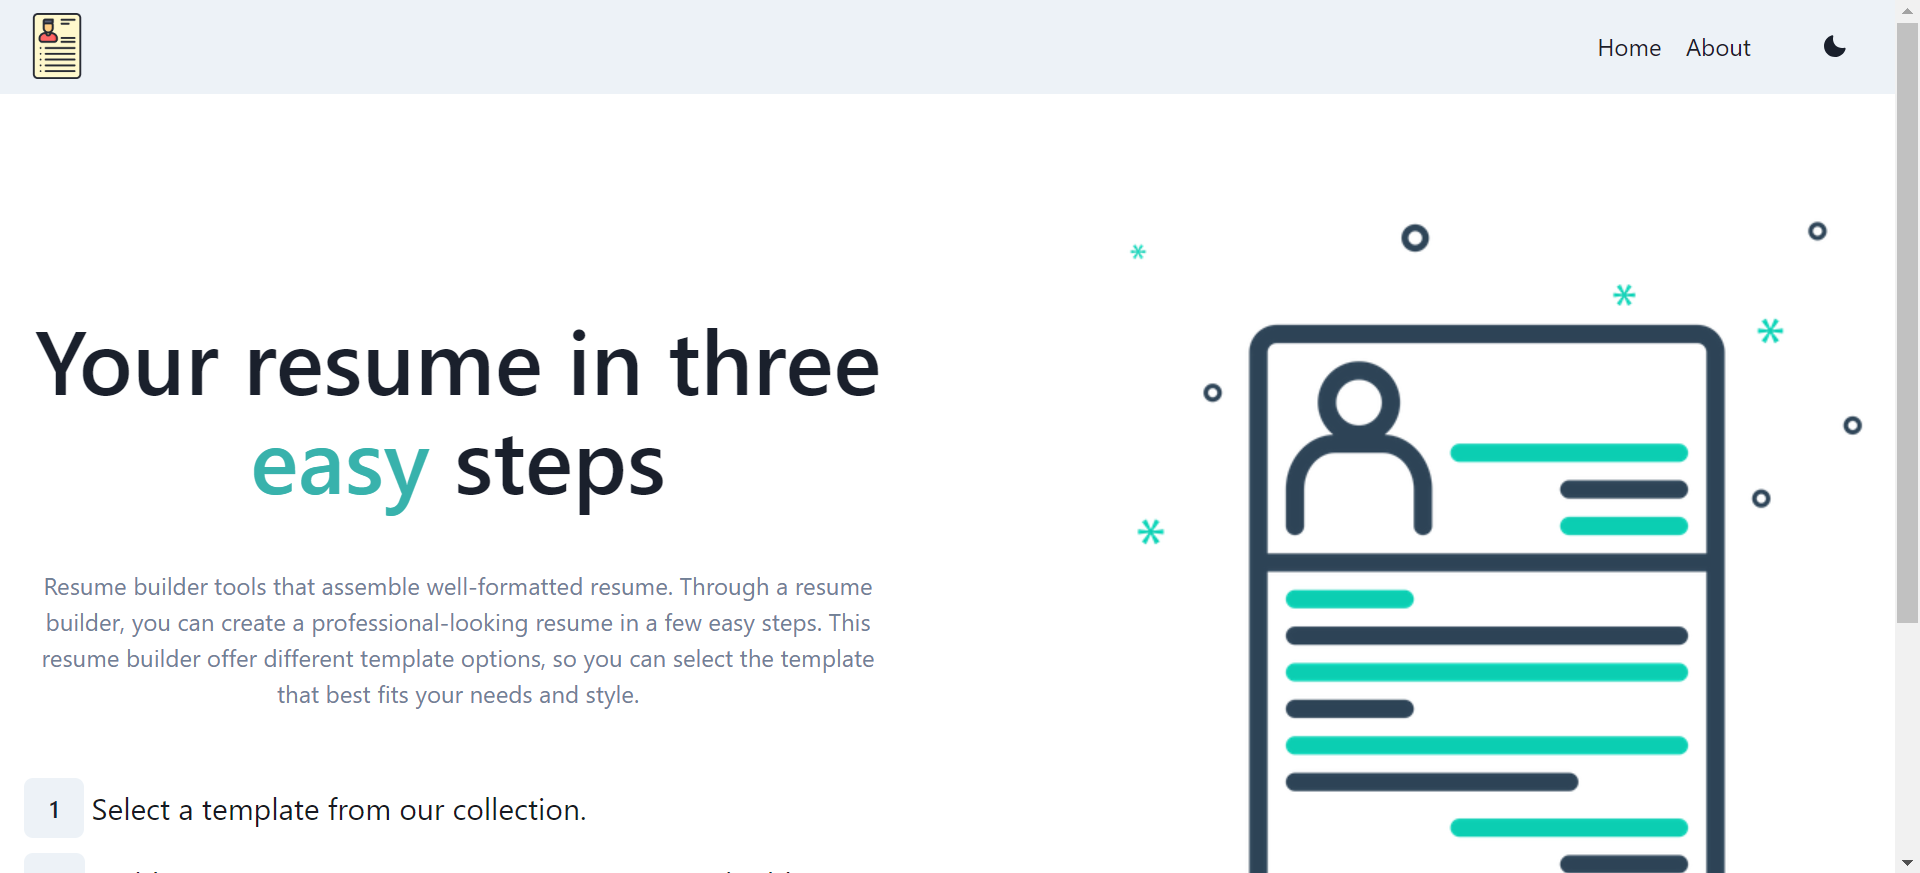 Home About
Your resume in three
easy steps
Resume builder tools that assemble well-formatted resume. Through a resume
builder, you can create a professional-looking resume in a few easy steps. This
resume builder offer different template options, so you can select the template
that best fits your needs and style.
1 Select a template from our collection.